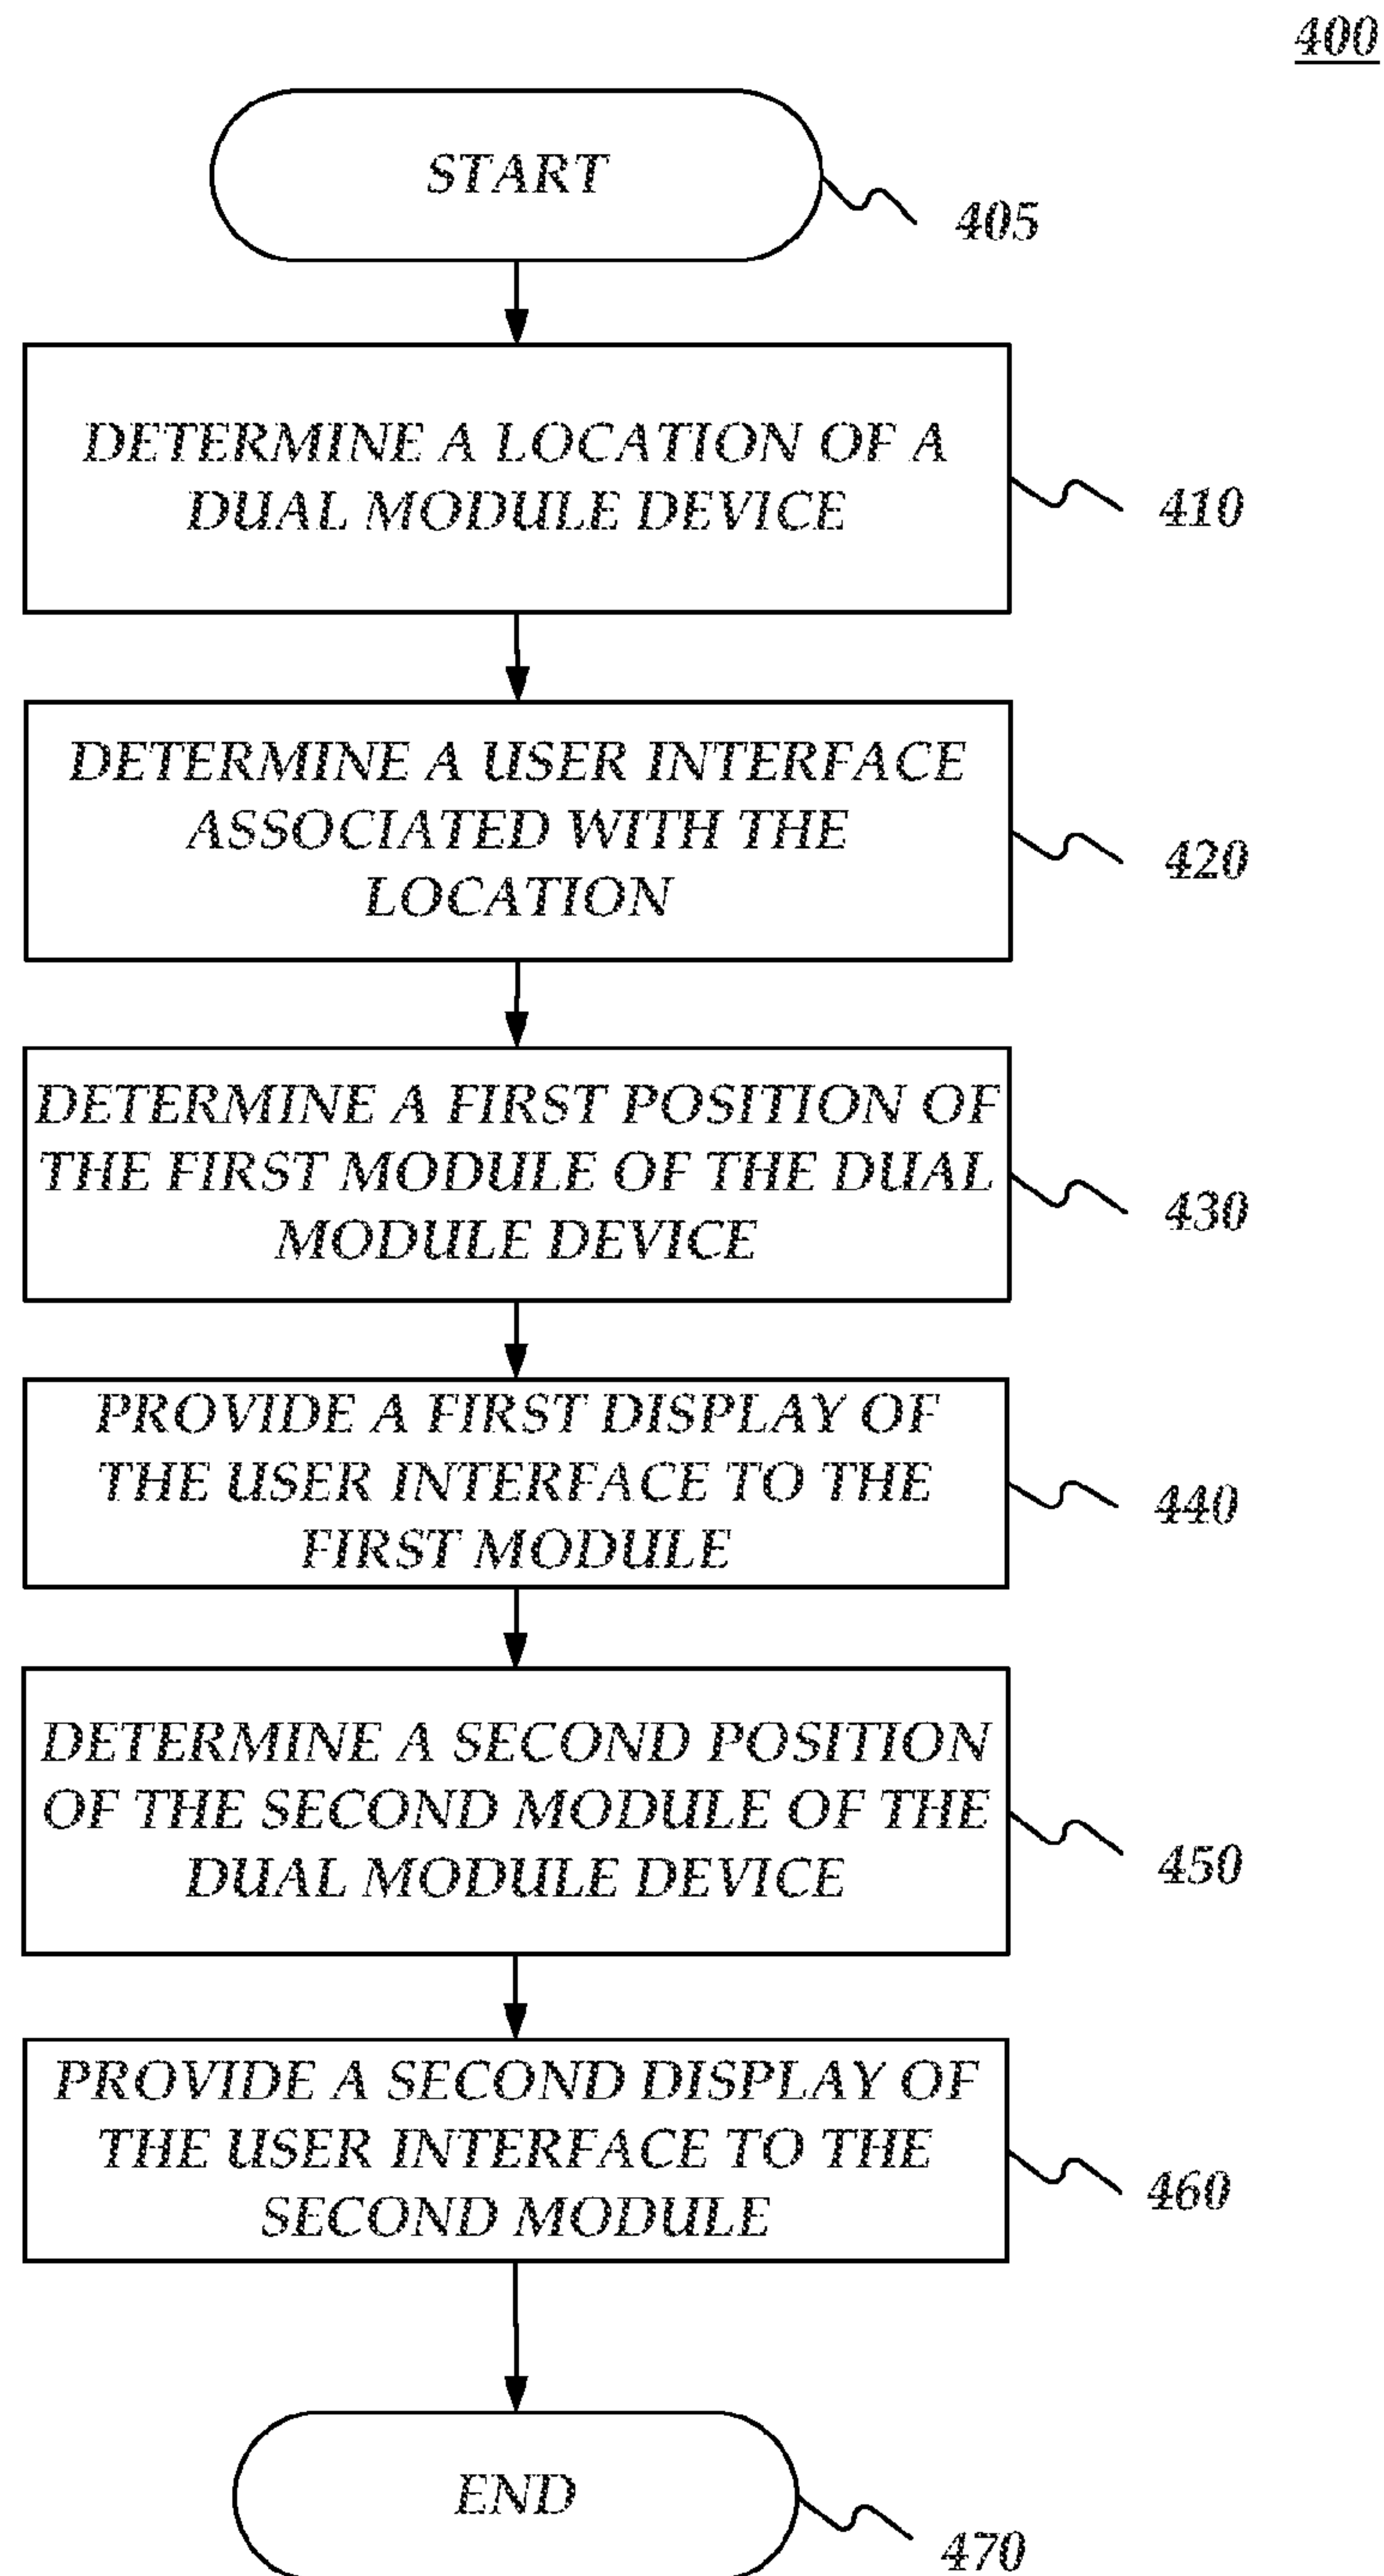 400
START
405
DETERMINE A LOCATION OF A
DUAL MODULE DEVICE
410
DETERMINE A USER INTERFACE
ASSOCIATED WITH THE
LOCATION
420
DETERMINE A FIRST POSITION OF
THE FIRST MODULE OF THE DUAL
MODULE DEVICE
430
PROVIDE A FIRST DISPLAY OF
THE USER INTERFACE TO THE
FIRST MODULE
440
DETERMINE A SECOND POSITION
OF THE SECOND MODULE OF THE
DUAL MODULE DEVICE
450
PROVIDE A SECOND DISPLAY OF
THE USER INTERFACE TO THE
SECOND MODULE
460
END
470